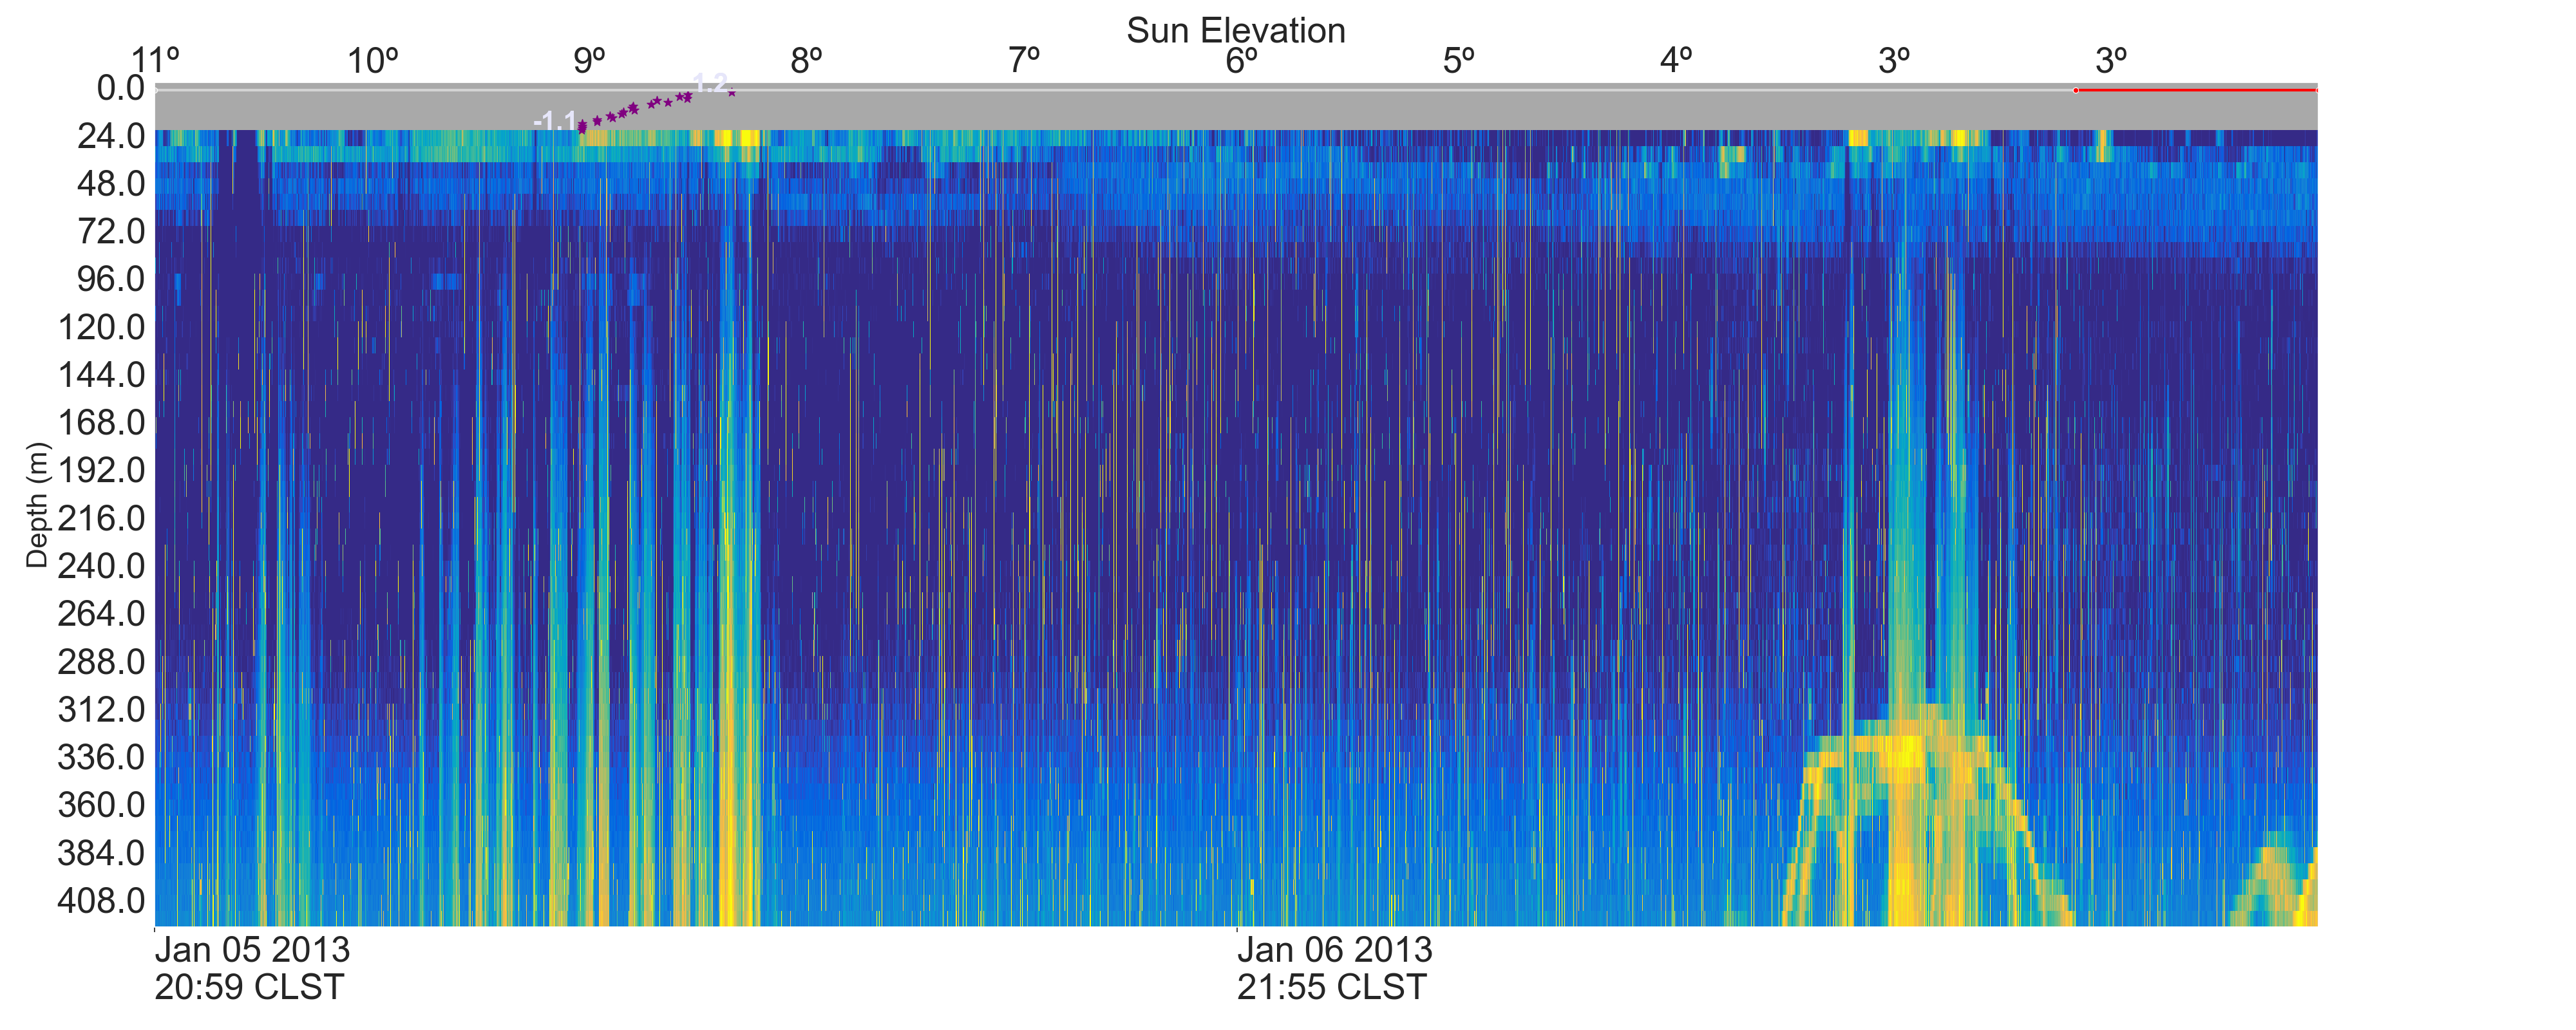 Sun Elevation
11º 10º 9º 8º 7º 6º 5º 4º 3º 3º
0.0
1.2
-1.1
24.0
48.0
72.0
96.0
120.0
144.0
168.0
192.0
216.0
240.0
264.0
288.0
312.0
336.0
360.0
384.0
408.0
Depth (m)
Jan 05 2013
20:59 CLST
Jan 06 2013
21:55 CLST